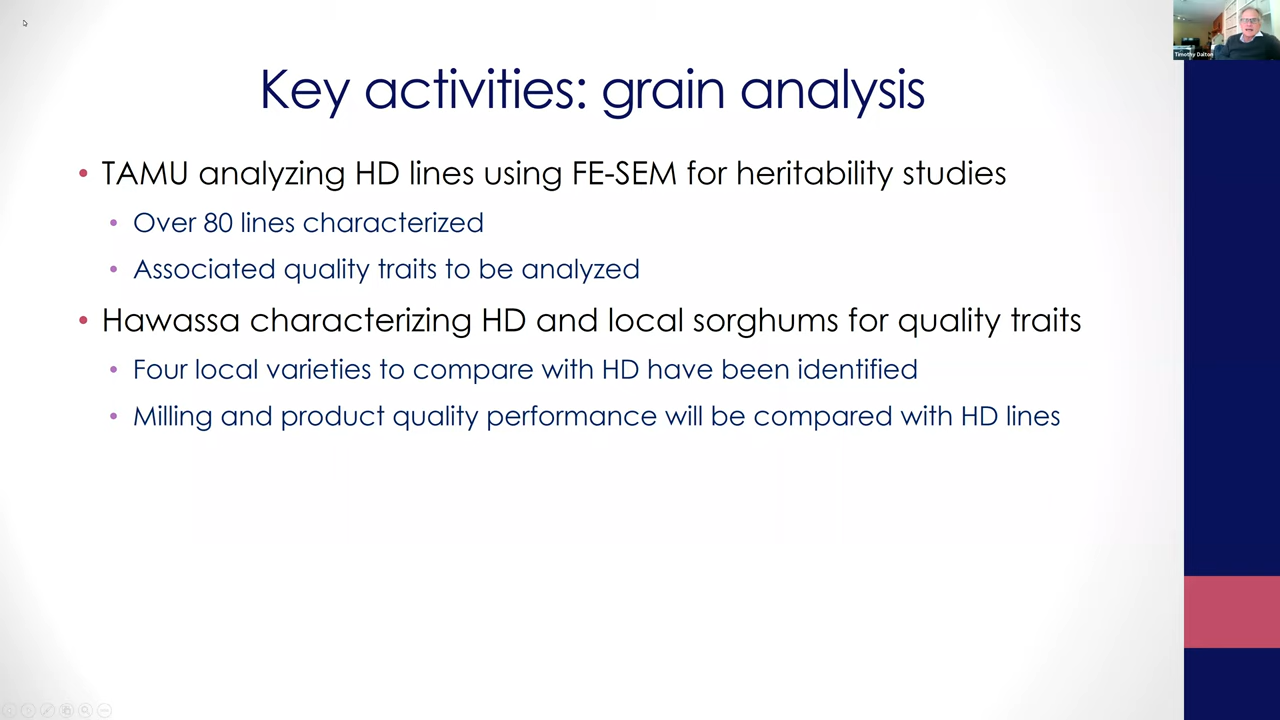 Key activities: grain analysis
• TAMU analyzing HD lines using FE-SEM for heritability studies
• Over 80 lines characterized
• Associated quality traits to be analyzed
• Hawassa characterizing HD and local sorghums for quality traits
• Four local varieties to compare with HD have been identified
• Milling and product quality performance will be compared with HD lines
Timothy Dalton